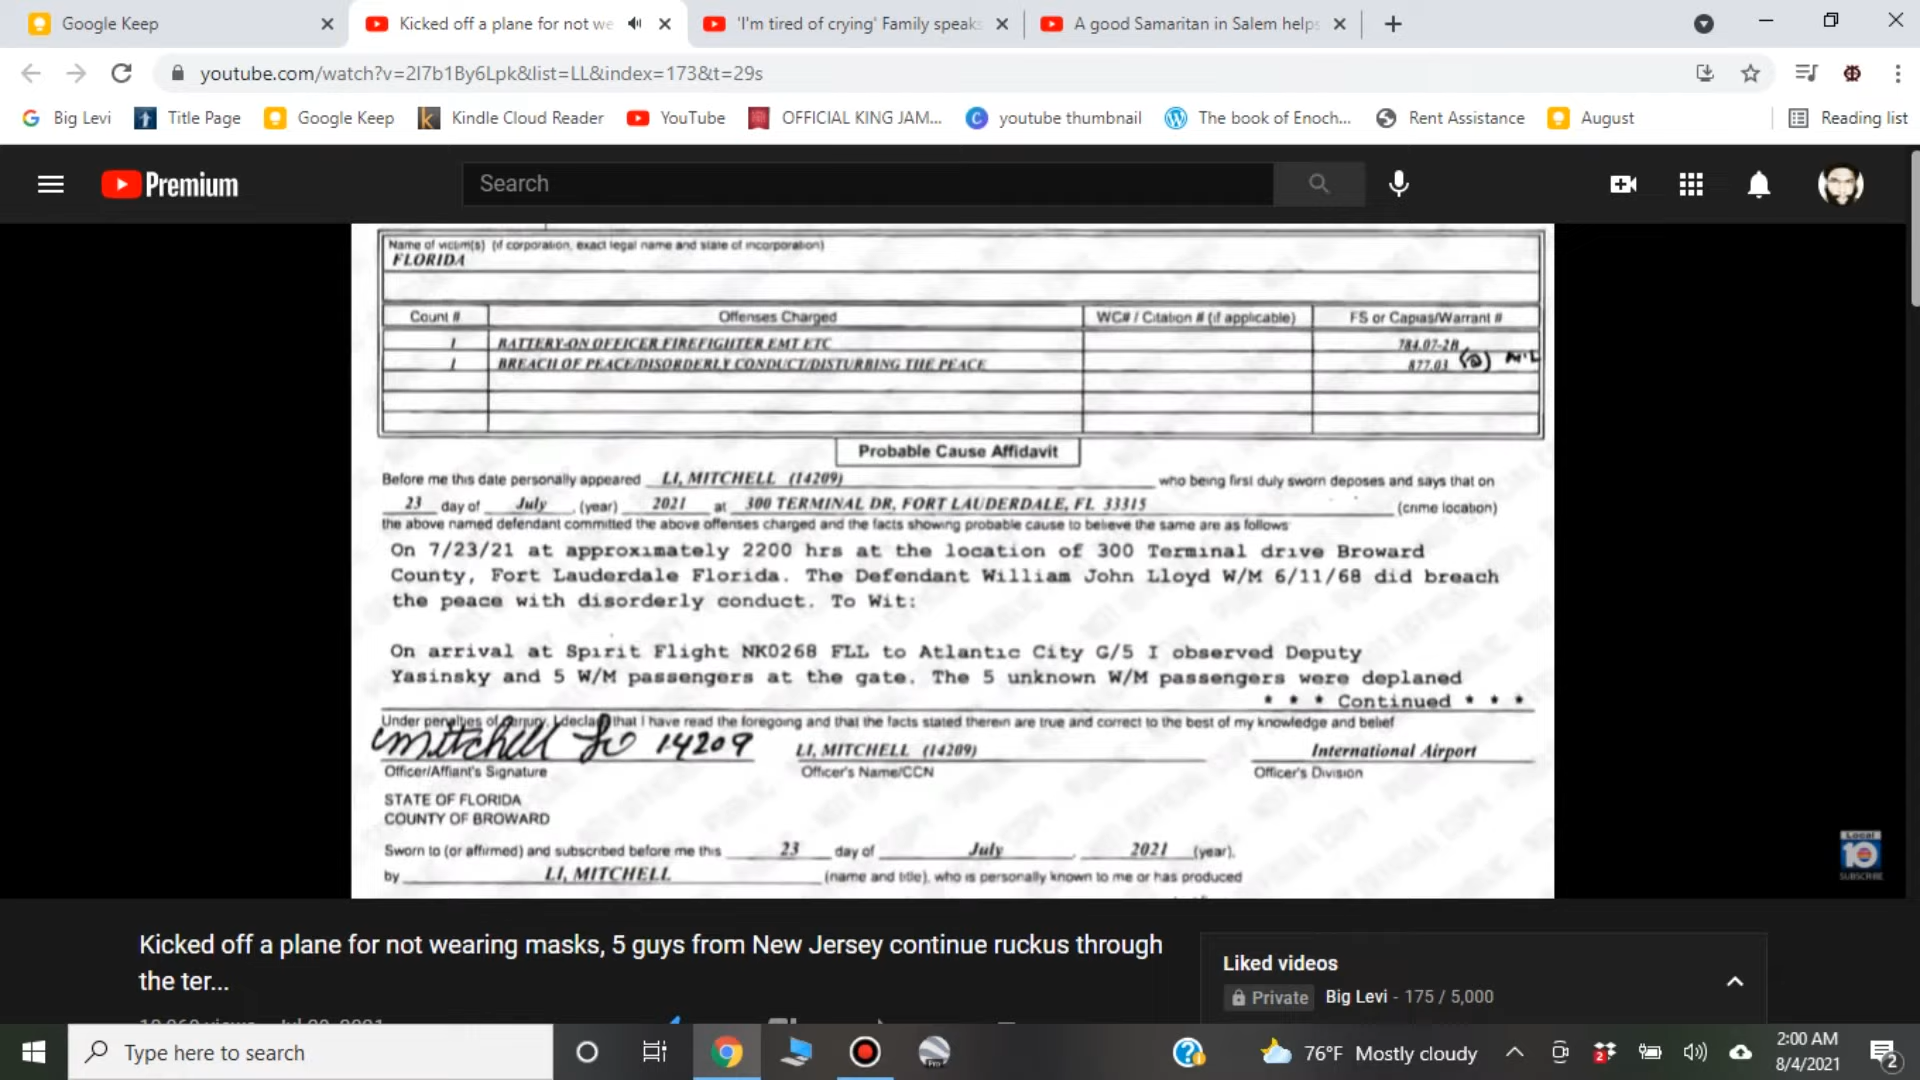 Google Keep
Kicked off a plane for not we
'I'm tired of crying' Family speaks
A good Samaritan in Salem helps
youtube.com/watch?v=2I7b1By6Lpk&list=LL&index=173&t=29s
Big Levi
Title Page
Google Keep
Kindle Cloud Reader
YouTube
OFFICIAL KING JAM...
youtube thumbnail
The book of Enoch...
Rent Assistance
August
Reading list
Premium
Search
Name of victim(s) (if corporation, exact legal name and state of incorporation)
FLORIDA
Count # Offenses Charged WC# / Citation # (if applicable) FS or Capias/Warrant #
1 BATTERY-ON OFFICER FIREFIGHTER EMT ETC 784.07-2B
1 BREACH OF PEACE/DISORDERLY CONDUCT/DISTURBING THE PEACE 877.03
Probable Cause Affidavit
Before me this date personally appeared LI, MITCHELL (14209) who being first duly sworn deposes and says that on
23 day of July, (year) 2021 at 300 TERMINAL DR, FORT LAUDERDALE, FL 33315 (crime location)
the above named defendant committed the above offenses charged and the facts showing probable cause to believe the same are as follows
On 7/23/21 at approximately 2200 hrs at the location of 300 Terminal drive Broward
County, Fort Lauderdale Florida. The Defendant William John Lloyd W/M 6/11/68 did breach
the peace with disorderly conduct. To Wit:
On arrival at Spirit Flight NK0268 FLL to Atlantic City G/5 I observed Deputy
Yasinsky and 5 W/M passengers at the gate. The 5 unknown W/M passengers were deplaned
* * * Continued * * *
Under penalties of perjury, I declare that I have read the foregoing and that the facts stated therein are true and correct to the best of my knowledge and belief
Mitchell Li 14209 LI, MITCHELL (14209) International Airport
Officer/Affiant's Signature Officer's Name/CCN Officer's Division
STATE OF FLORIDA
COUNTY OF BROWARD
Sworn to (or affirmed) and subscribed before me this 23 day of July, 2021 (year),
by LI, MITCHELL (name and title), who is personally known to me or has produced
Local
10
SUBSCRIBE
Kicked off a plane for not wearing masks, 5 guys from New Jersey continue ruckus through
the ter...
Liked videos
Private Big Levi - 175 / 5,000
Type here to search
76°F Mostly cloudy
2:00 AM
8/4/2021
2
2